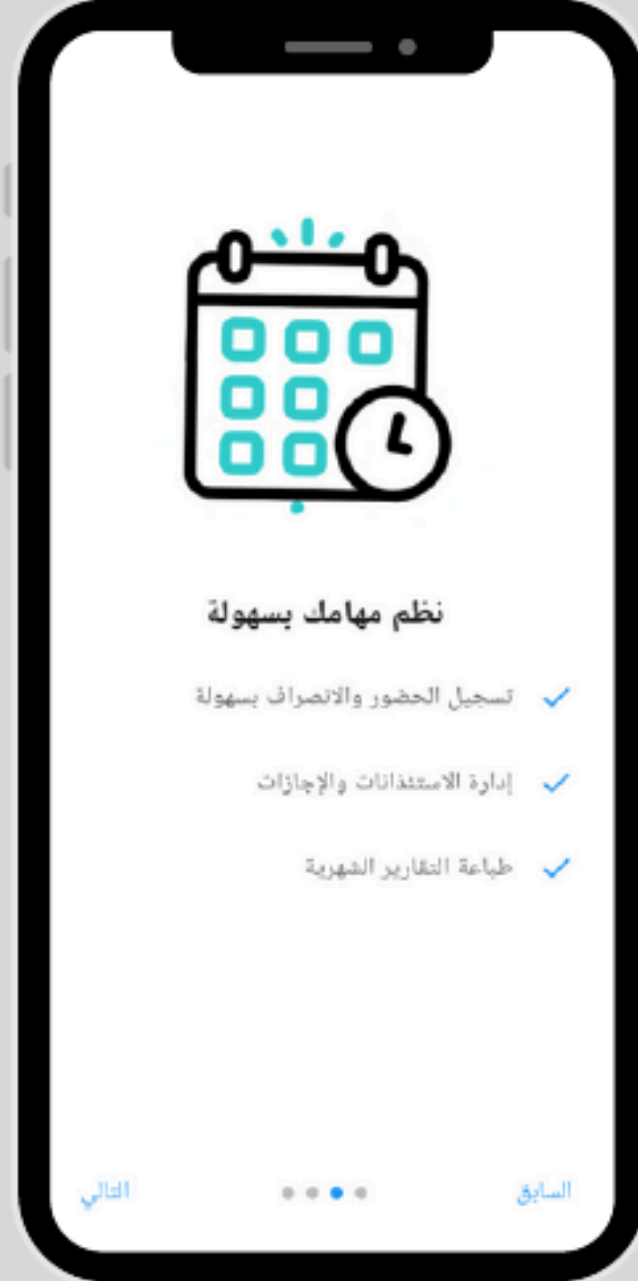 نظم مهامك بسهولة
تسجيل الحضور والانصراف بسهولة
إدارة الاستئذانات والإجازات
طباعة التقارير الشهرية
السابق
التالي